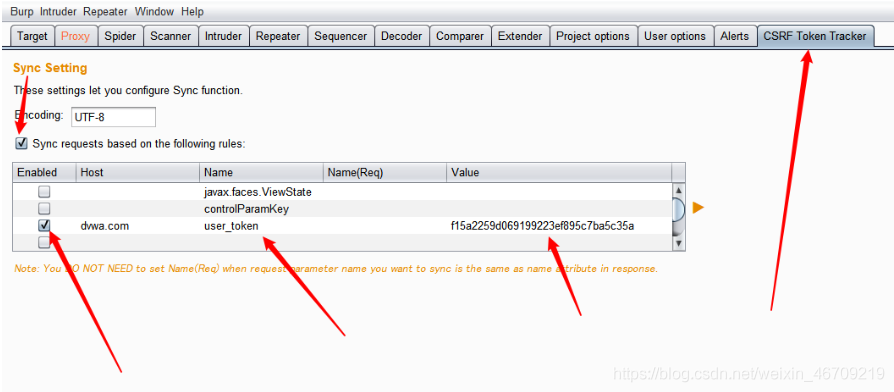 Burp Intruder Repeater Window Help
Target Proxy Spider Scanner Intruder Repeater Sequencer Decoder Comparer Extender Project options User options Alerts CSRF Token Tracker
Sync Setting
These settings let you configure Sync function.
Encoding: UTF-8
Sync requests based on the following rules:
Enabled Host Name Name(Req) Value
javax.faces.ViewState
controlParamKey
dvwa.com user_token f15a2259d069199223ef895c7ba5c35a
Note: You DO NOT NEED to set Name(Req) when request parameter name you want to sync is the same as name attribute in response.
https://blog.csdn.net/weixin_46709219